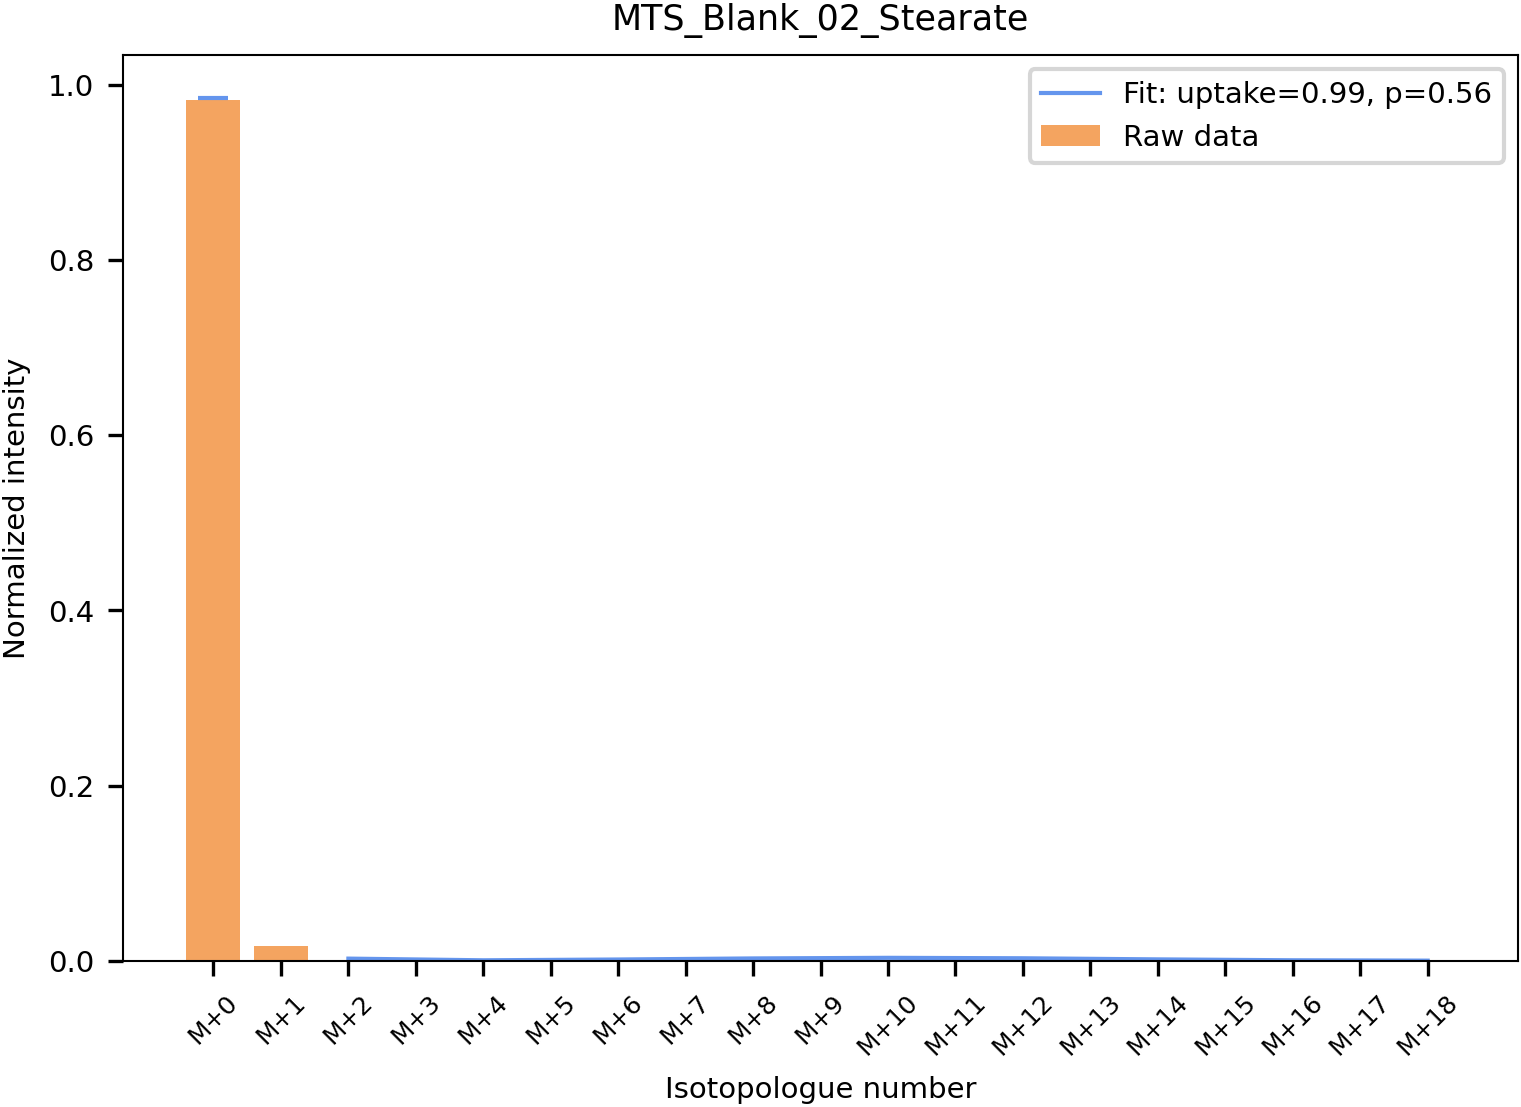 MTS_Blank_02_Stearate
Fit: uptake=0.99, p=0.56
Raw data
Normalized intensity
1.0
0.8
0.6
0.4
0.2
0.0
M+0
M+1
M+2
M+3
M+4
M+5
M+6
M+7
M+8
M+9
M+10
M+11
M+12
M+13
M+14
M+15
M+16
M+17
M+18
Isotopologue number